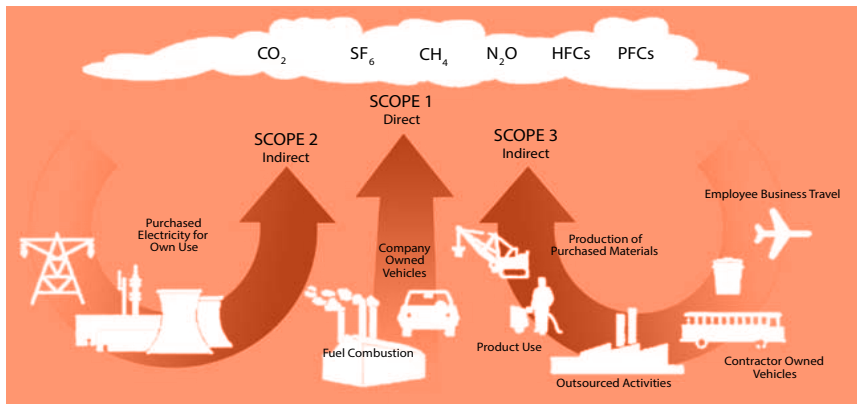 CO₂ SF₆ CH₄ N₂O HFCs PFCs
SCOPE 1
Direct
SCOPE 2
Indirect
SCOPE 3
Indirect
Employee Business Travel
Purchased
Electricity for
Own Use
Company
Owned
Vehicles
Production of
Purchased Materials
Fuel Combustion
Product Use
Outsourced Activities
Contractor Owned
Vehicles